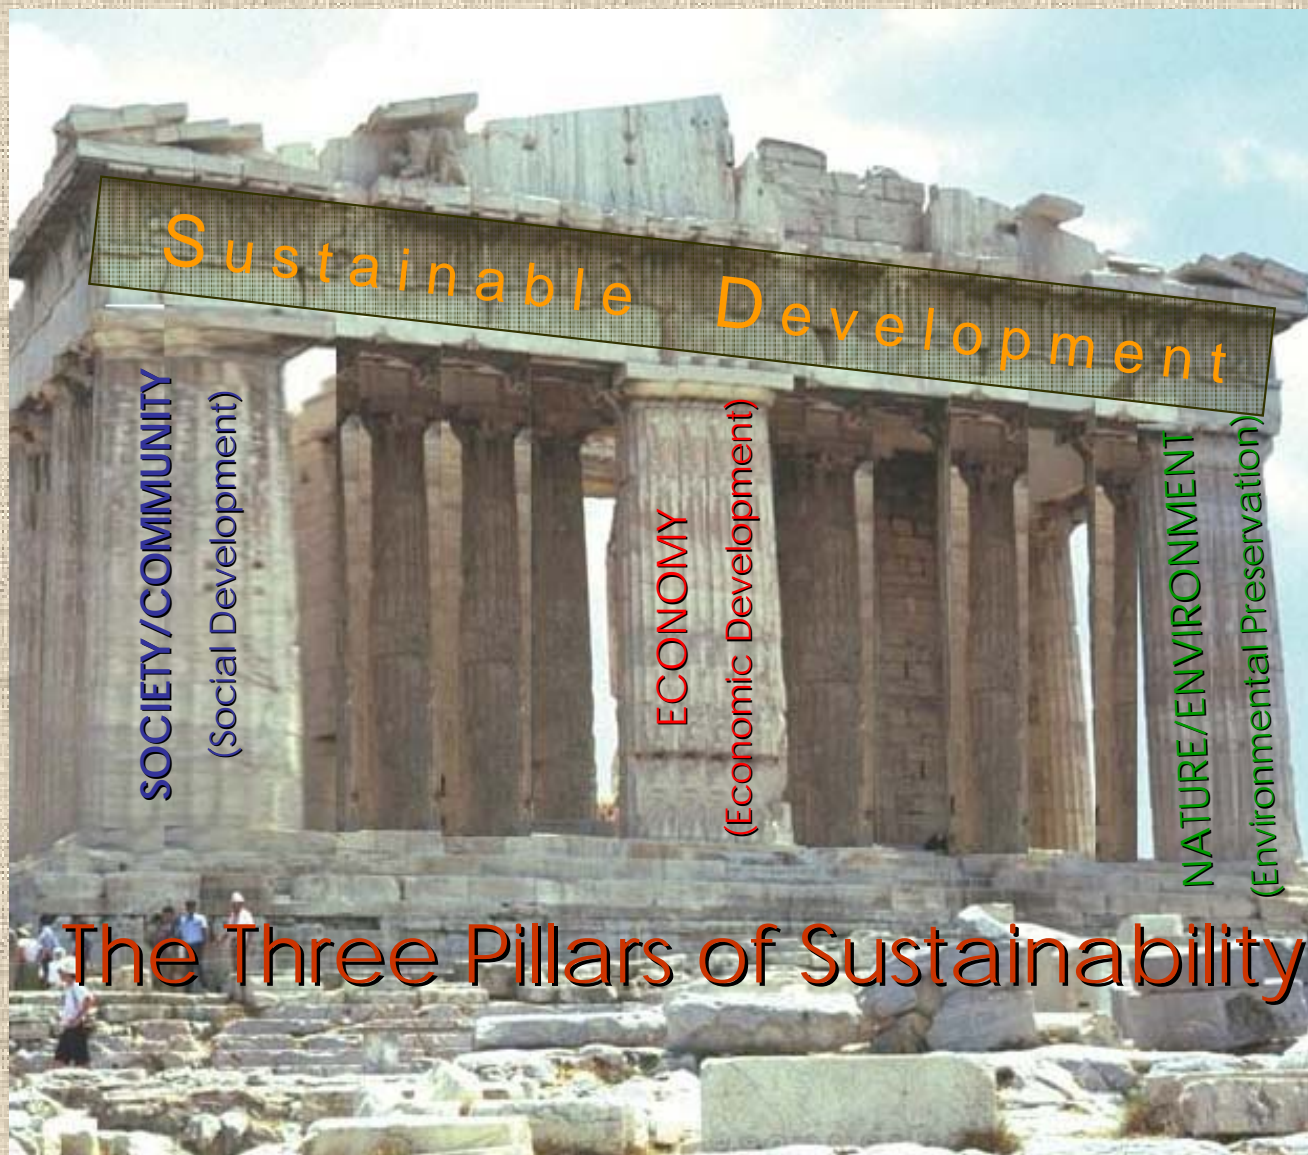 Sustainable Development
SOCIETY/COMMUNITY
(Social Development)
ECONOMY
(Economic Development)
NATURE/ENVIRONMENT
(Environmental Preservation)
The Three Pillars of Sustainability